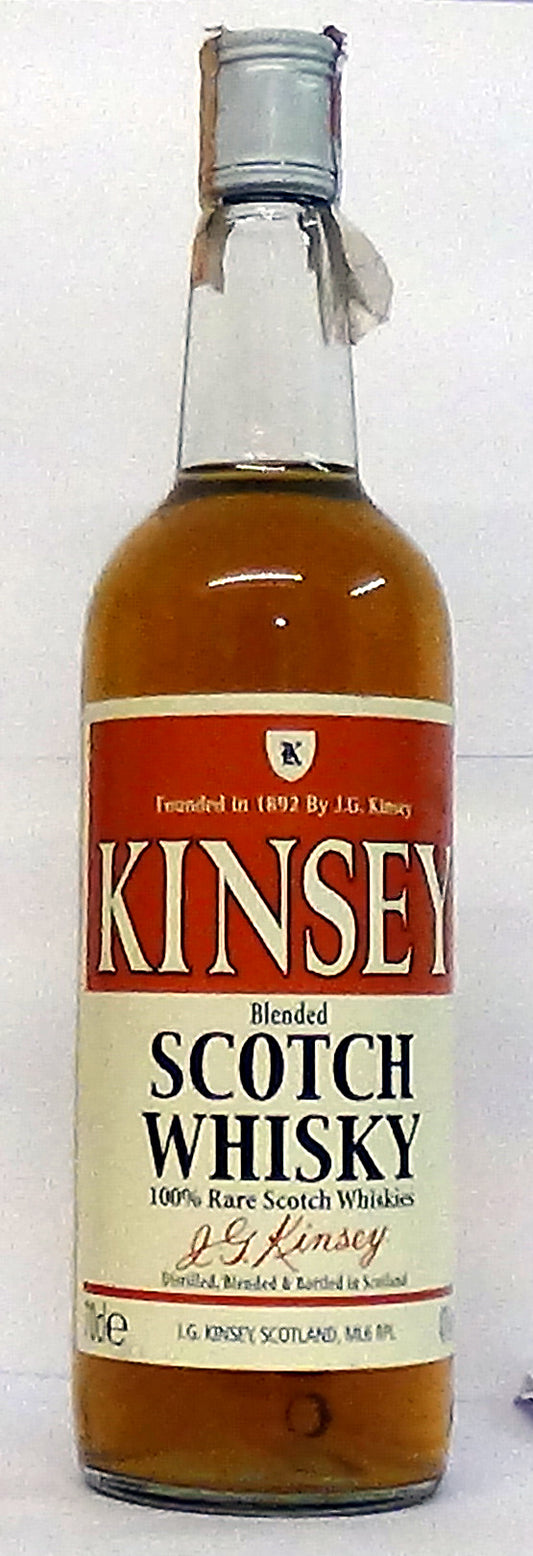 K
Founded in 1892 By J.G. Kinsey
KINSEY
Blended
SCOTCH
WHISKY
100% Rare Scotch Whiskies
J.G. Kinsey
Distilled, Blended & Bottled in Scotland
70cle
J.G. KINSEY, SCOTLAND, ML6 8PL